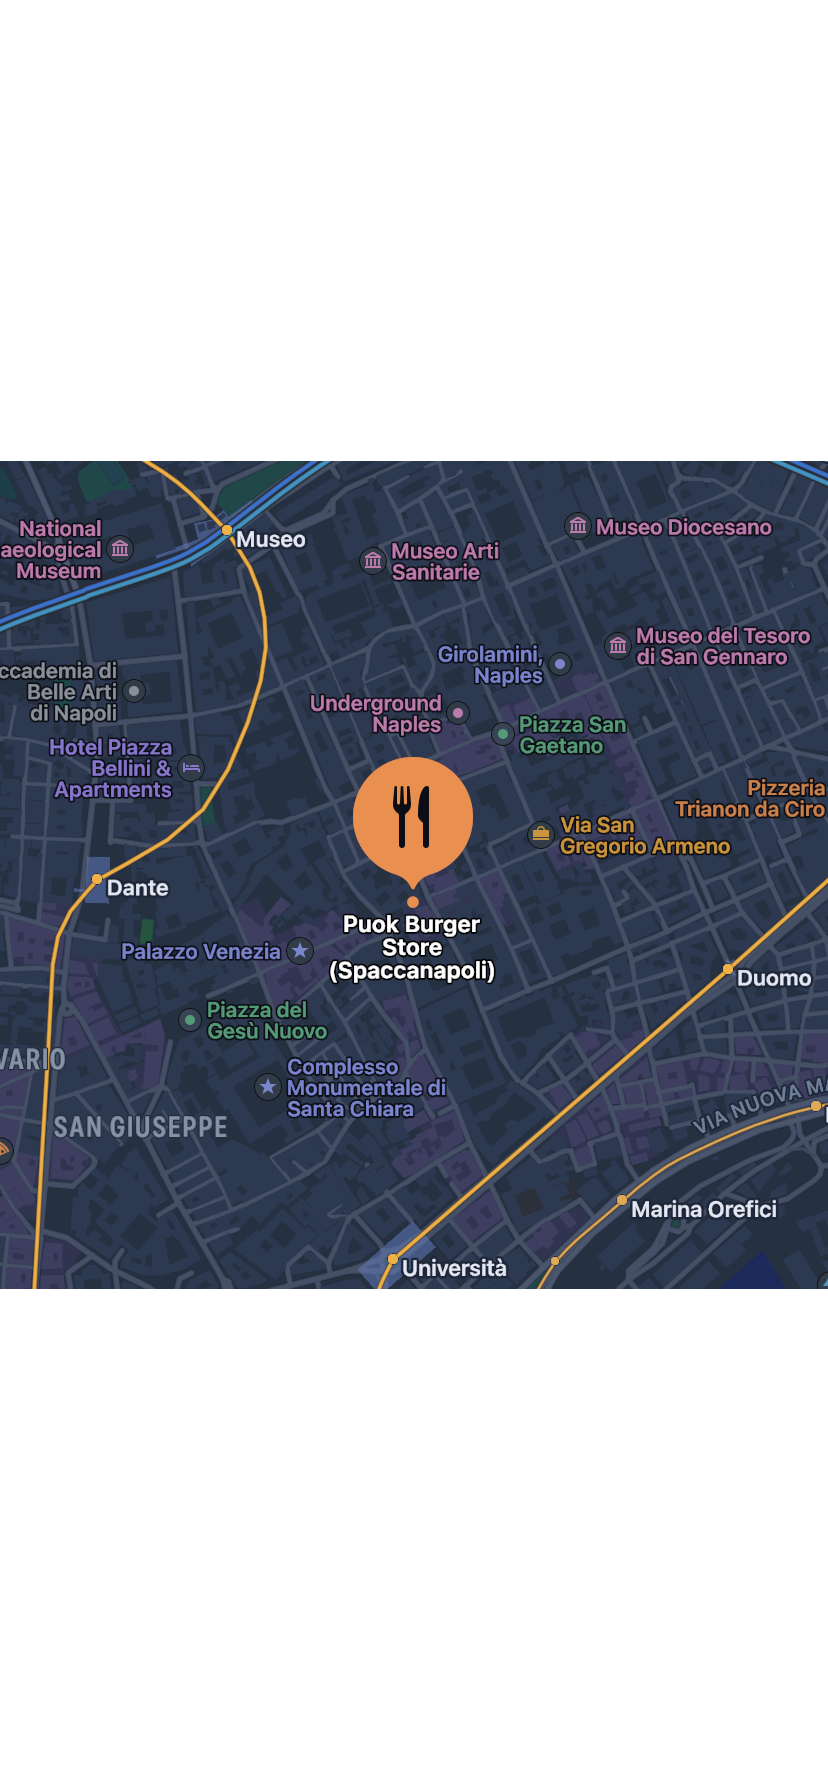 National
aeological
Museum
Museo
Museo Arti
Sanitarie
Museo Diocesano
Museo del Tesoro
di San Gennaro
Girolamini,
Naples
ccademia di
Belle Arti
di Napoli
Underground
Naples
Piazza San
Gaetano
Hotel Piazza
Bellini &
Apartments
Pizzeria
Trianon da Ciro
Via San
Gregorio Armeno
Dante
Puok Burger
Store
(Spaccanapoli)
Palazzo Venezia
Duomo
Piazza del
Gesù Nuovo
VARIO
Complesso
Monumentale di
Santa Chiara
SAN GIUSEPPE
VIA NUOVA MA
Marina Orefici
Università